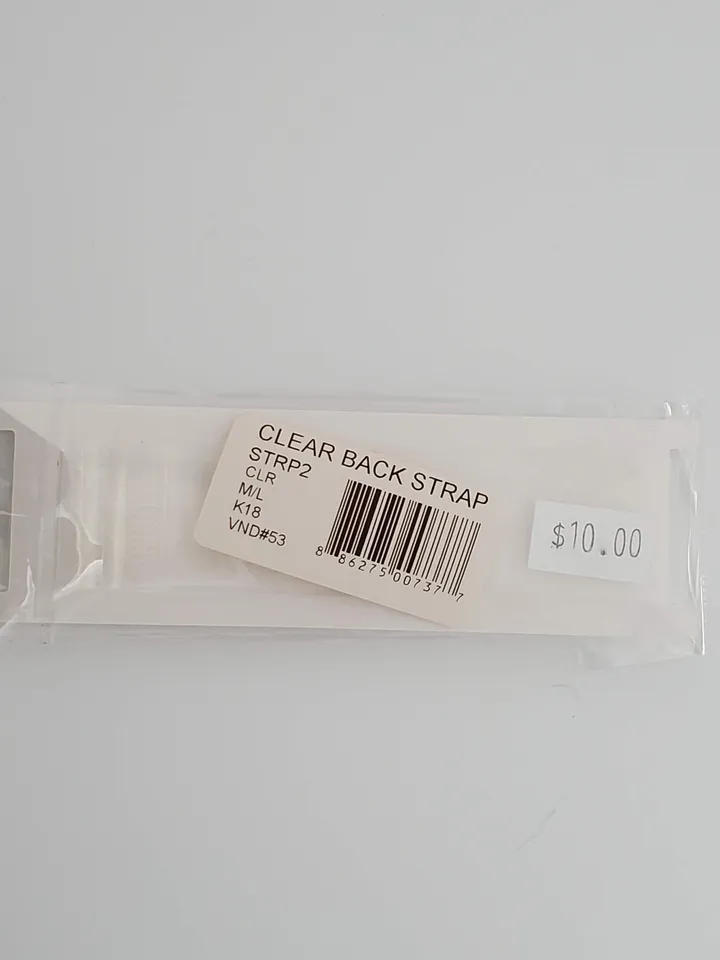 CLEAR BACK STRAP
STRP2
CLR
M/L
K18
VND#53
8 86275 00737 7
$10.00